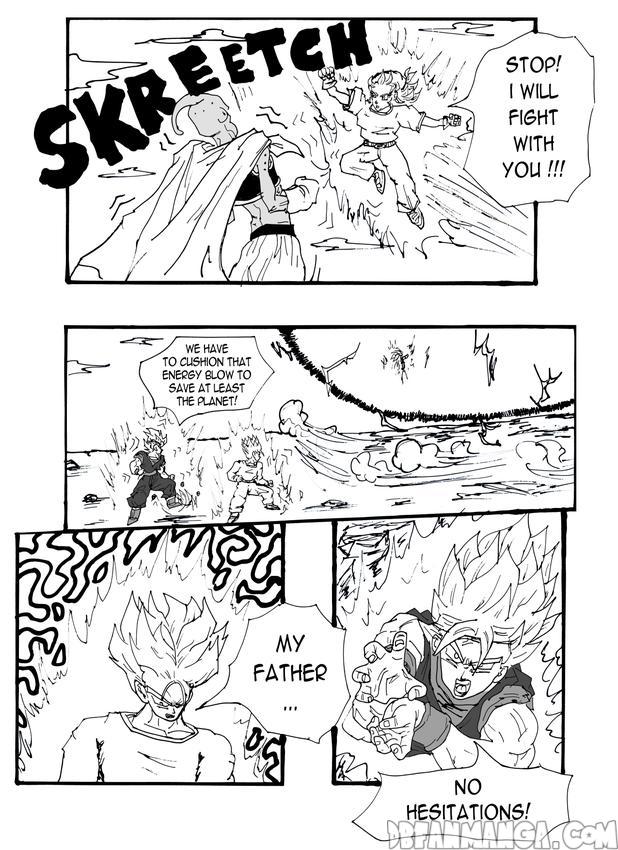 SKREETCH
STOP!
I WILL
FIGHT
WITH
YOU !!!
WE HAVE
TO CUSHION THAT
ENERGY BLOW TO
SAVE AT LEAST
THE PLANET!
MY
FATHER
...
NO
HESITATIONS!
DBFANMANGA.COM